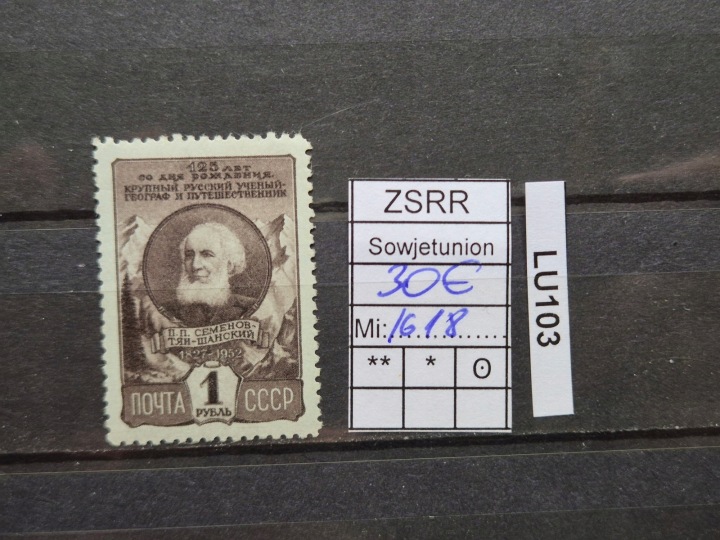 125 ЛЕТ
СО ДНЯ РОЖДЕНИЯ.
КРУПНЫЙ РУССКИЙ УЧЕНЫЙ-
ГЕОГРАФ И ПУТЕШЕСТВЕННИК
П.П. СЕМЕНОВ-
ТЯН-ШАНСКИЙ
1827-1952
ПОЧТА 1 РУБЛЬ СССР
ZSRR
Sowjetunion
30€
Mi: 1618
** * ʘ
LU103